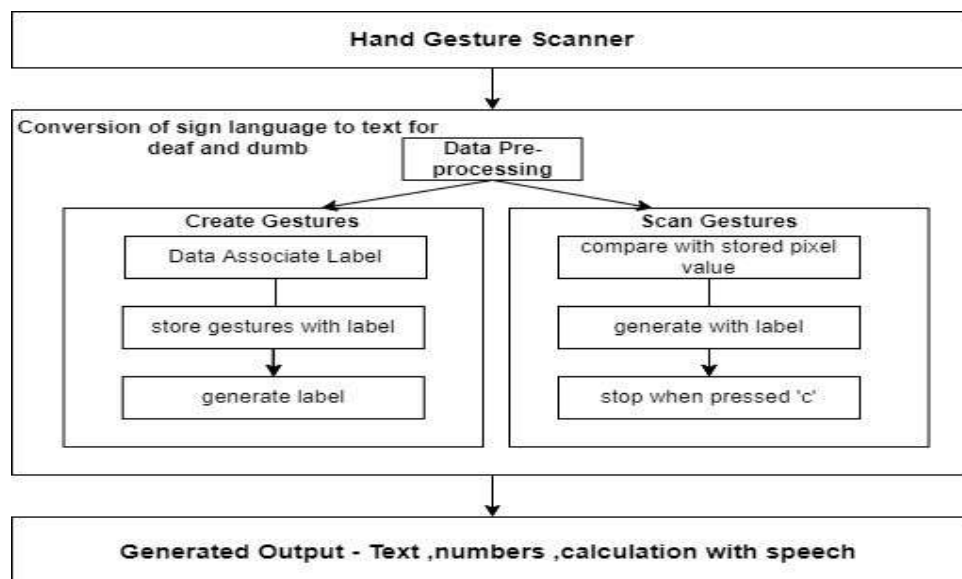 Hand Gesture Scanner
Conversion of sign language to text for
deaf and dumb
Data Pre-
processing
Create Gestures
Data Associate Label
store gestures with label
generate label
Scan Gestures
compare with stored pixel
value
generate with label
stop when pressed 'c'
Generated Output - Text ,numbers ,calculation with speech